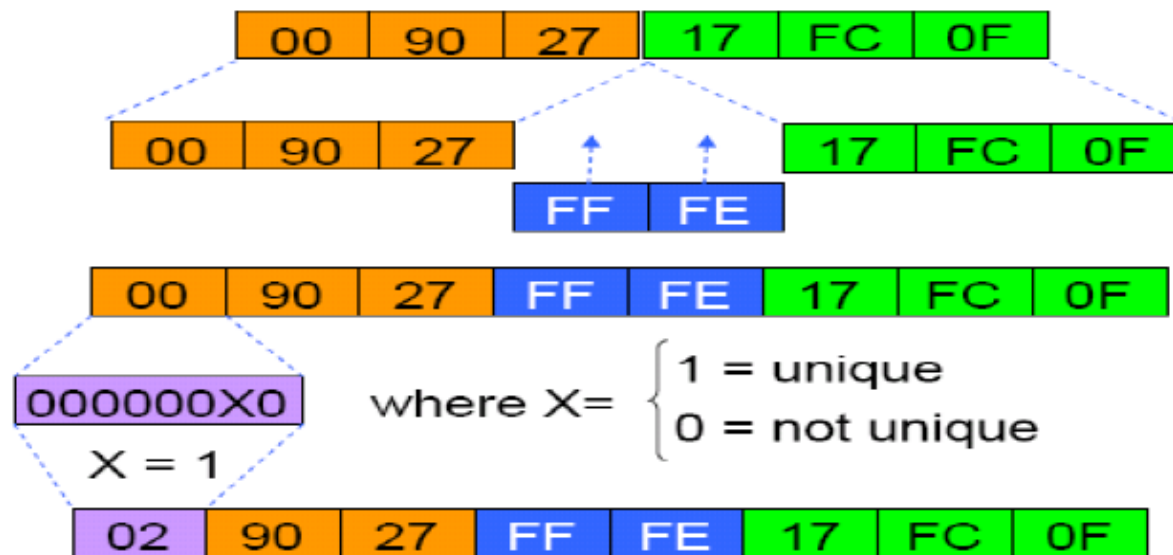 00 90 27 17 FC 0F
00 90 27 17 FC 0F
FF FE
00 90 27 FF FE 17 FC 0F
000000X0 where X= 1 = unique
0 = not unique
X = 1
02 90 27 FF FE 17 FC 0F